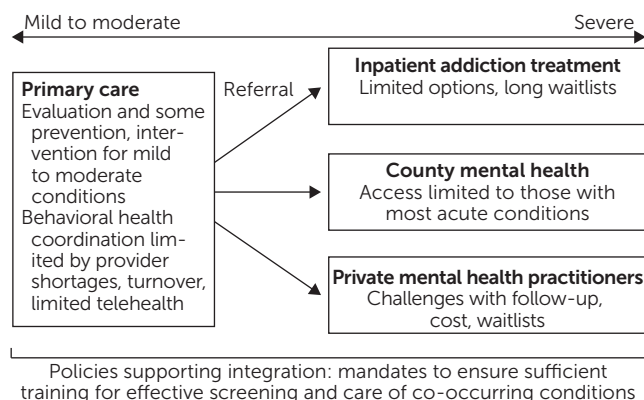 Mild to moderate
Severe
Primary care
Evaluation and some
prevention, inter-
vention for mild
to moderate
conditions
Behavioral health
coordination lim-
ited by provider
shortages, turnover,
limited telehealth
Referral
Inpatient addiction treatment
Limited options, long waitlists
County mental health
Access limited to those with
most acute conditions
Private mental health practitioners
Challenges with follow-up,
cost, waitlists
Policies supporting integration: mandates to ensure sufficient
training for effective screening and care of co-occurring conditions